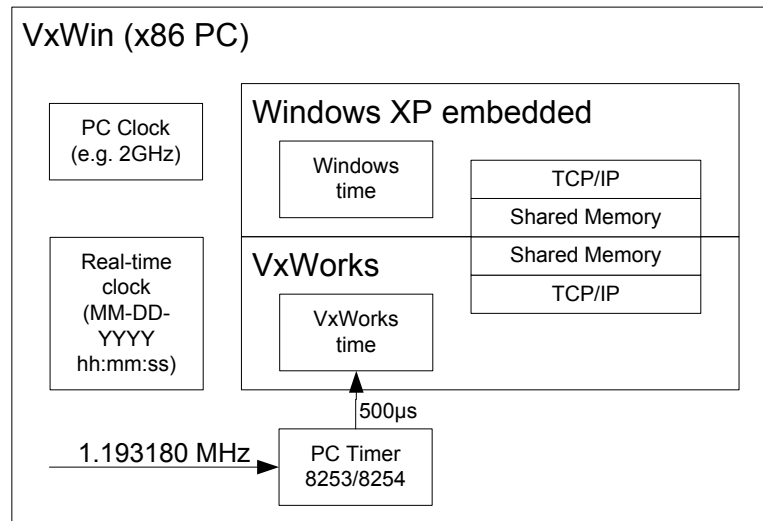 VxWin (x86 PC)
PC Clock
(e.g. 2GHz)
Windows XP embedded
Windows
time
TCP/IP
Shared Memory
Real-time
clock
(MM-DD-
YYYY
hh:mm:ss)
VxWorks
VxWorks
time
Shared Memory
TCP/IP
500µs
1.193180 MHz
PC Timer
8253/8254